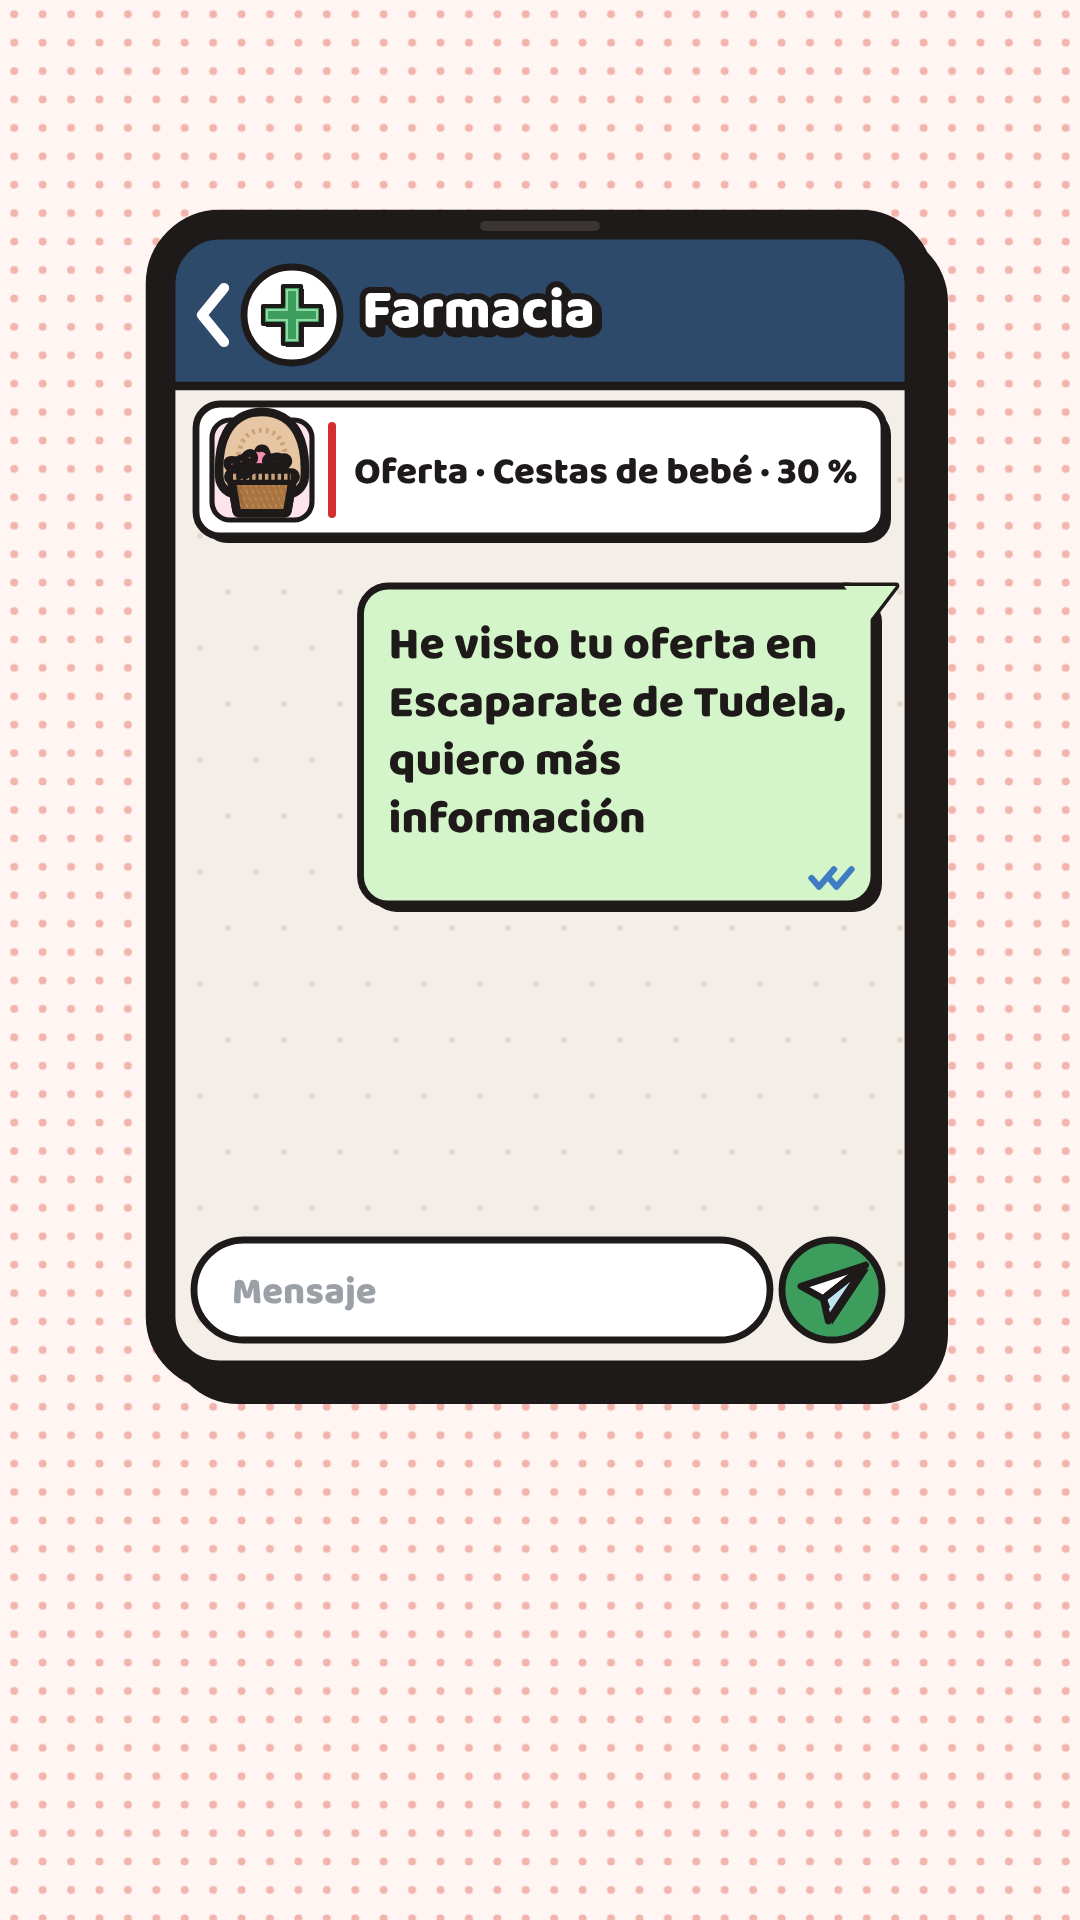 Farmacia
Oferta · Cestas de bebé · 30 %
He visto tu oferta en
Escaparate de Tudela,
quiero más
información
Mensaje